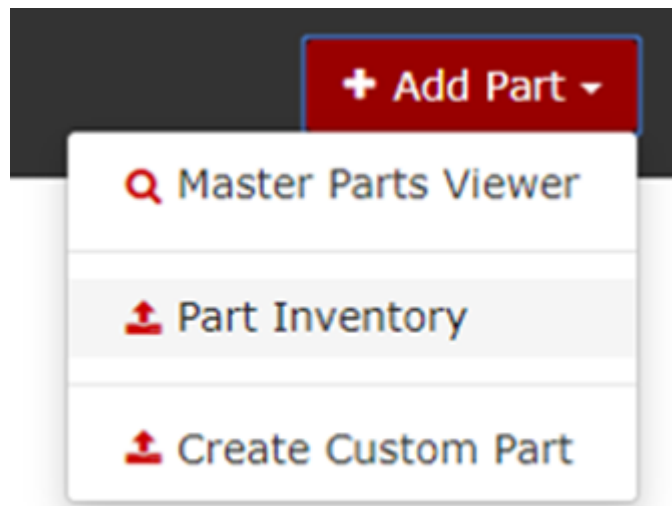 Add Part
Master Parts Viewer
Part Inventory
Create Custom Part